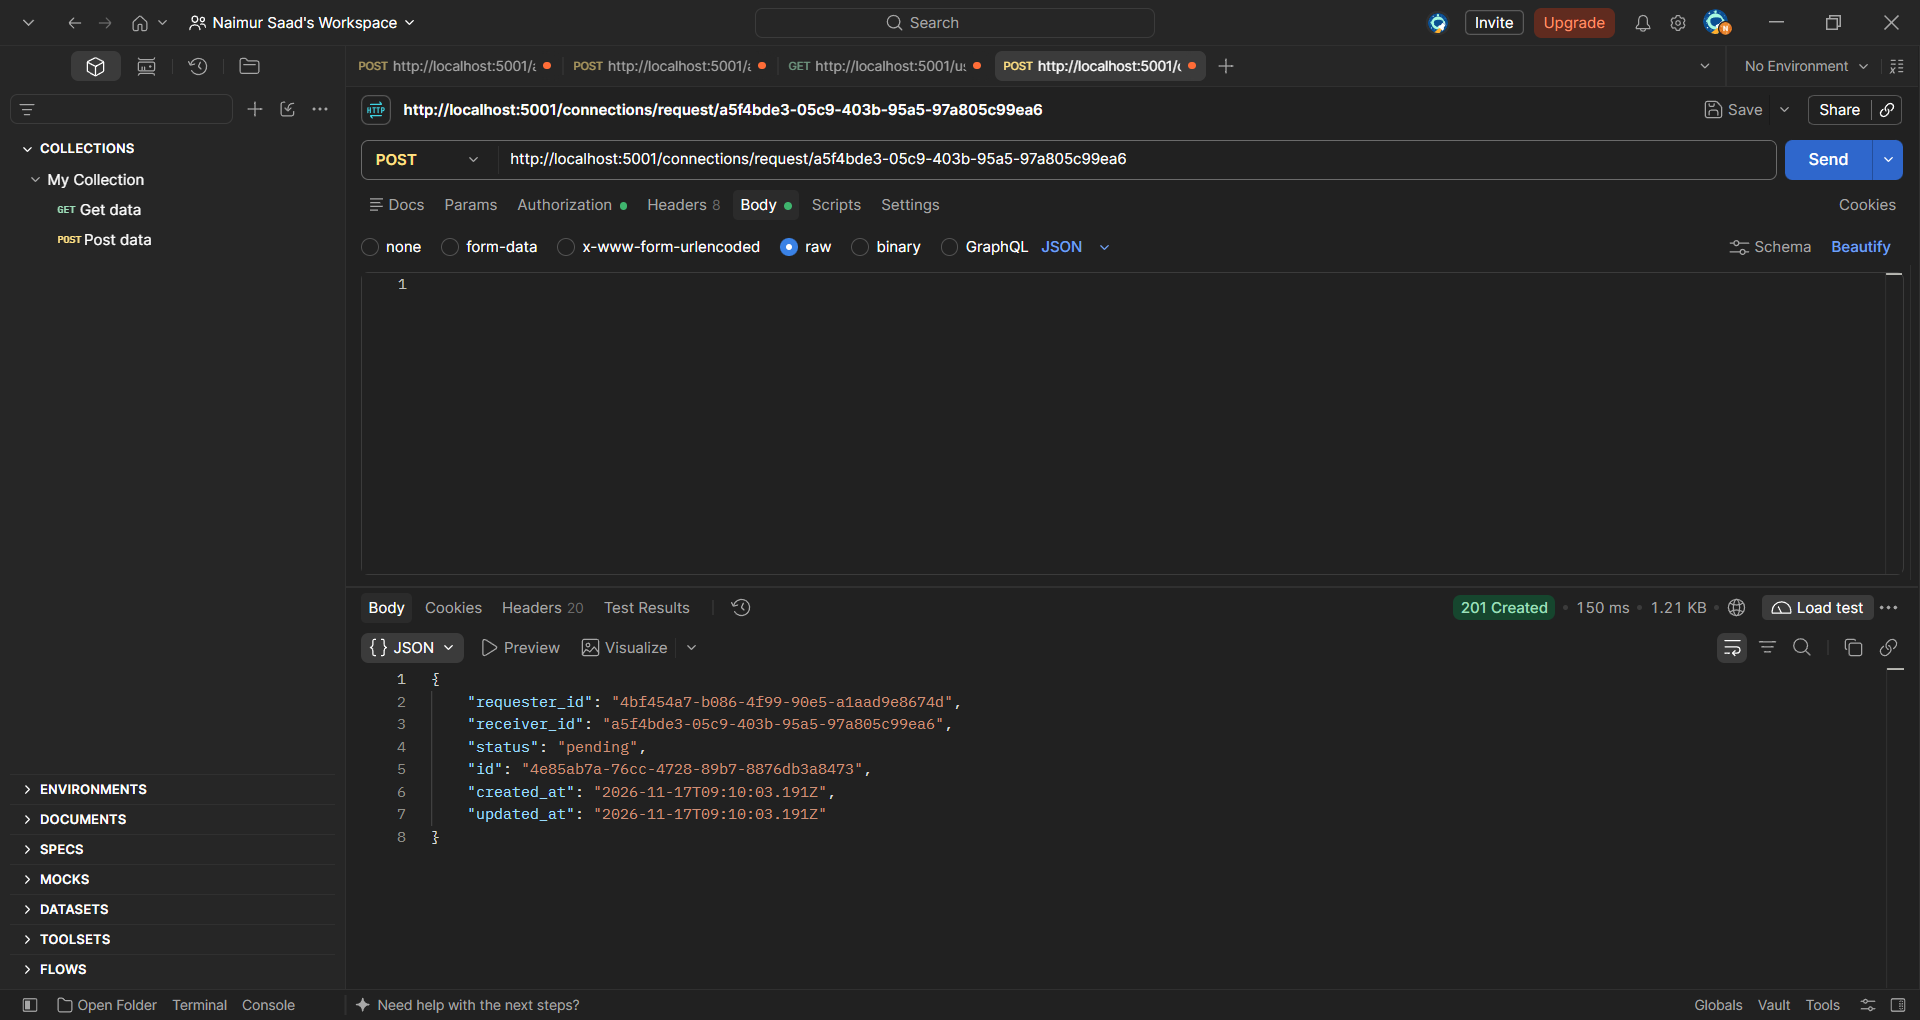 Naimur Saad's Workspace
Search
Invite
Upgrade
POST http://localhost:5001/
POST http://localhost:5001/
GET http://localhost:5001/us
POST http://localhost:5001/
No Environment
HTTP
http://localhost:5001/connections/request/a5f4bde3-05c9-403b-95a5-97a805c99ea6
Save
Share
COLLECTIONS
My Collection
GET Get data
POST Post data
POST
http://localhost:5001/connections/request/a5f4bde3-05c9-403b-95a5-97a805c99ea6
Send
Docs
Params
Authorization
Headers 8
Body
Scripts
Settings
Cookies
none
form-data
x-www-form-urlencoded
raw
binary
GraphQL
JSON
Schema
Beautify
1
Body
Cookies
Headers 20
Test Results
201 Created
150 ms
1.21 KB
Load test
{} JSON
Preview
Visualize
1 {
2 "requester_id": "4bf454a7-b086-4f99-90e5-a1aad9e8674d",
3 "receiver_id": "a5f4bde3-05c9-403b-95a5-97a805c99ea6",
4 "status": "pending",
5 "id": "4e85ab7a-76cc-4728-89b7-8876db3a8473",
6 "created_at": "2026-11-17T09:10:03.191Z",
7 "updated_at": "2026-11-17T09:10:03.191Z"
8 }
ENVIRONMENTS
DOCUMENTS
SPECS
MOCKS
DATASETS
TOOLSETS
FLOWS
Open Folder
Terminal
Console
Need help with the next steps?
Globals
Vault
Tools